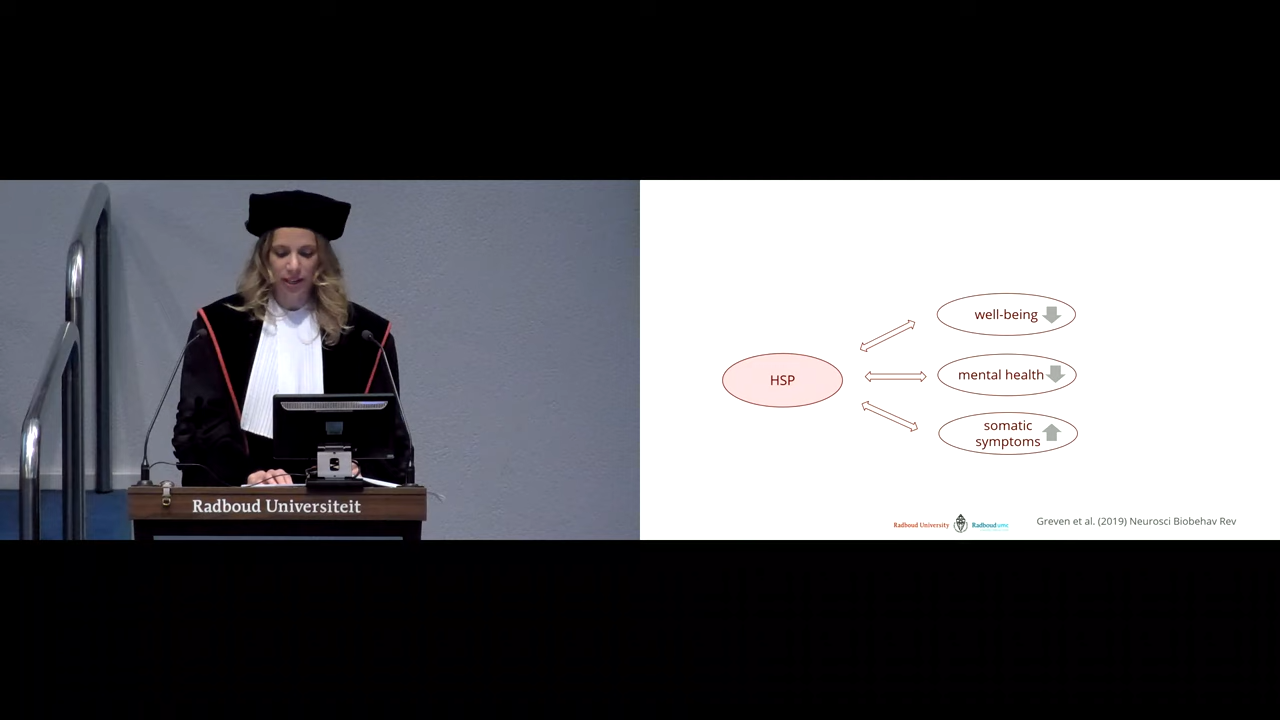 Radboud Universiteit
HSP
well-being
mental health
somatic
symptoms
Radboud University
Radboudumc
Greven et al. (2019) Neurosci Biobehav Rev